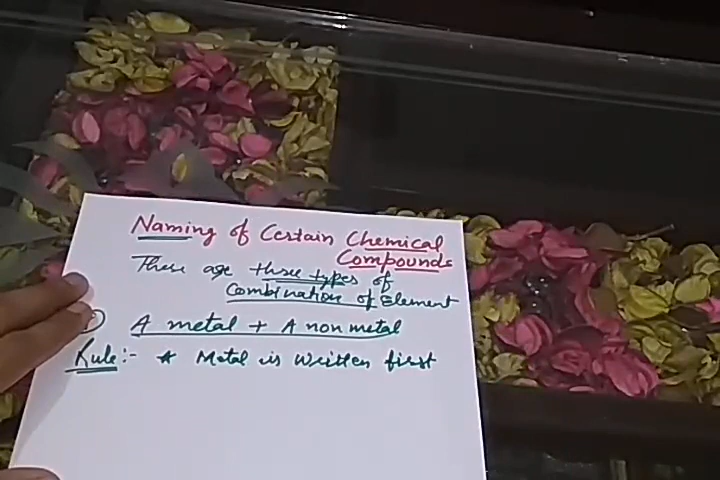 Naming of Certain Chemical
Compounds
There are three types of
Combination of Element
A metal + A non metal
Rule:- A Metal is written first